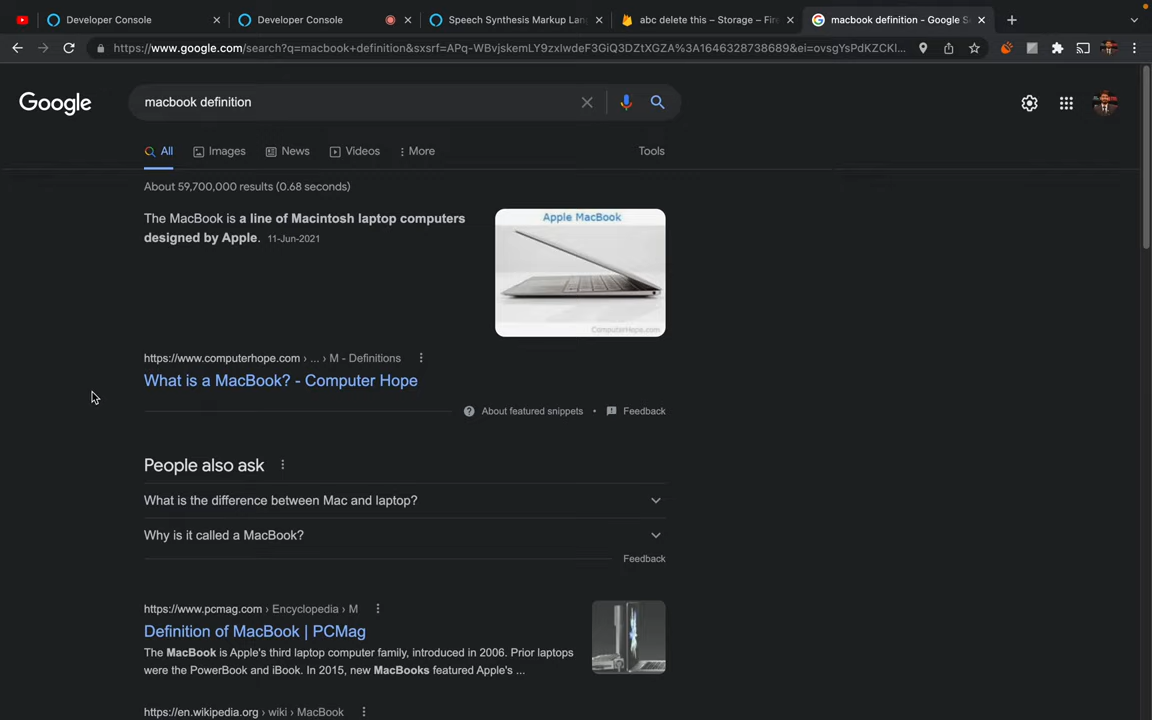 Developer Console
Developer Console
Speech Synthesis Markup Lan
abc delete this – Storage – Fire
macbook definition - Google Se
https://www.google.com/search?q=macbook+definition&sxsrf=APq-WBvjskemLY9zxIwdeF3GiQ3DZtXGZA%3A1646328738689&ei=ovsgYsPdKZCKl...
Google
macbook definition
All
Images
News
Videos
More
Tools
About 59,700,000 results (0.68 seconds)
The MacBook is a line of Macintosh laptop computers
designed by Apple. 11-Jun-2021
Apple MacBook
ComputerHope.com
https://www.computerhope.com › ... › M - Definitions
What is a MacBook? - Computer Hope
About featured snippets • Feedback
People also ask
What is the difference between Mac and laptop?
Why is it called a MacBook?
Feedback
https://www.pcmag.com › Encyclopedia › M
Definition of MacBook | PCMag
The MacBook is Apple's third laptop computer family, introduced in 2006. Prior laptops
were the PowerBook and iBook. In 2015, new MacBooks featured Apple's ...
https://en.wikipedia.org › wiki › MacBook